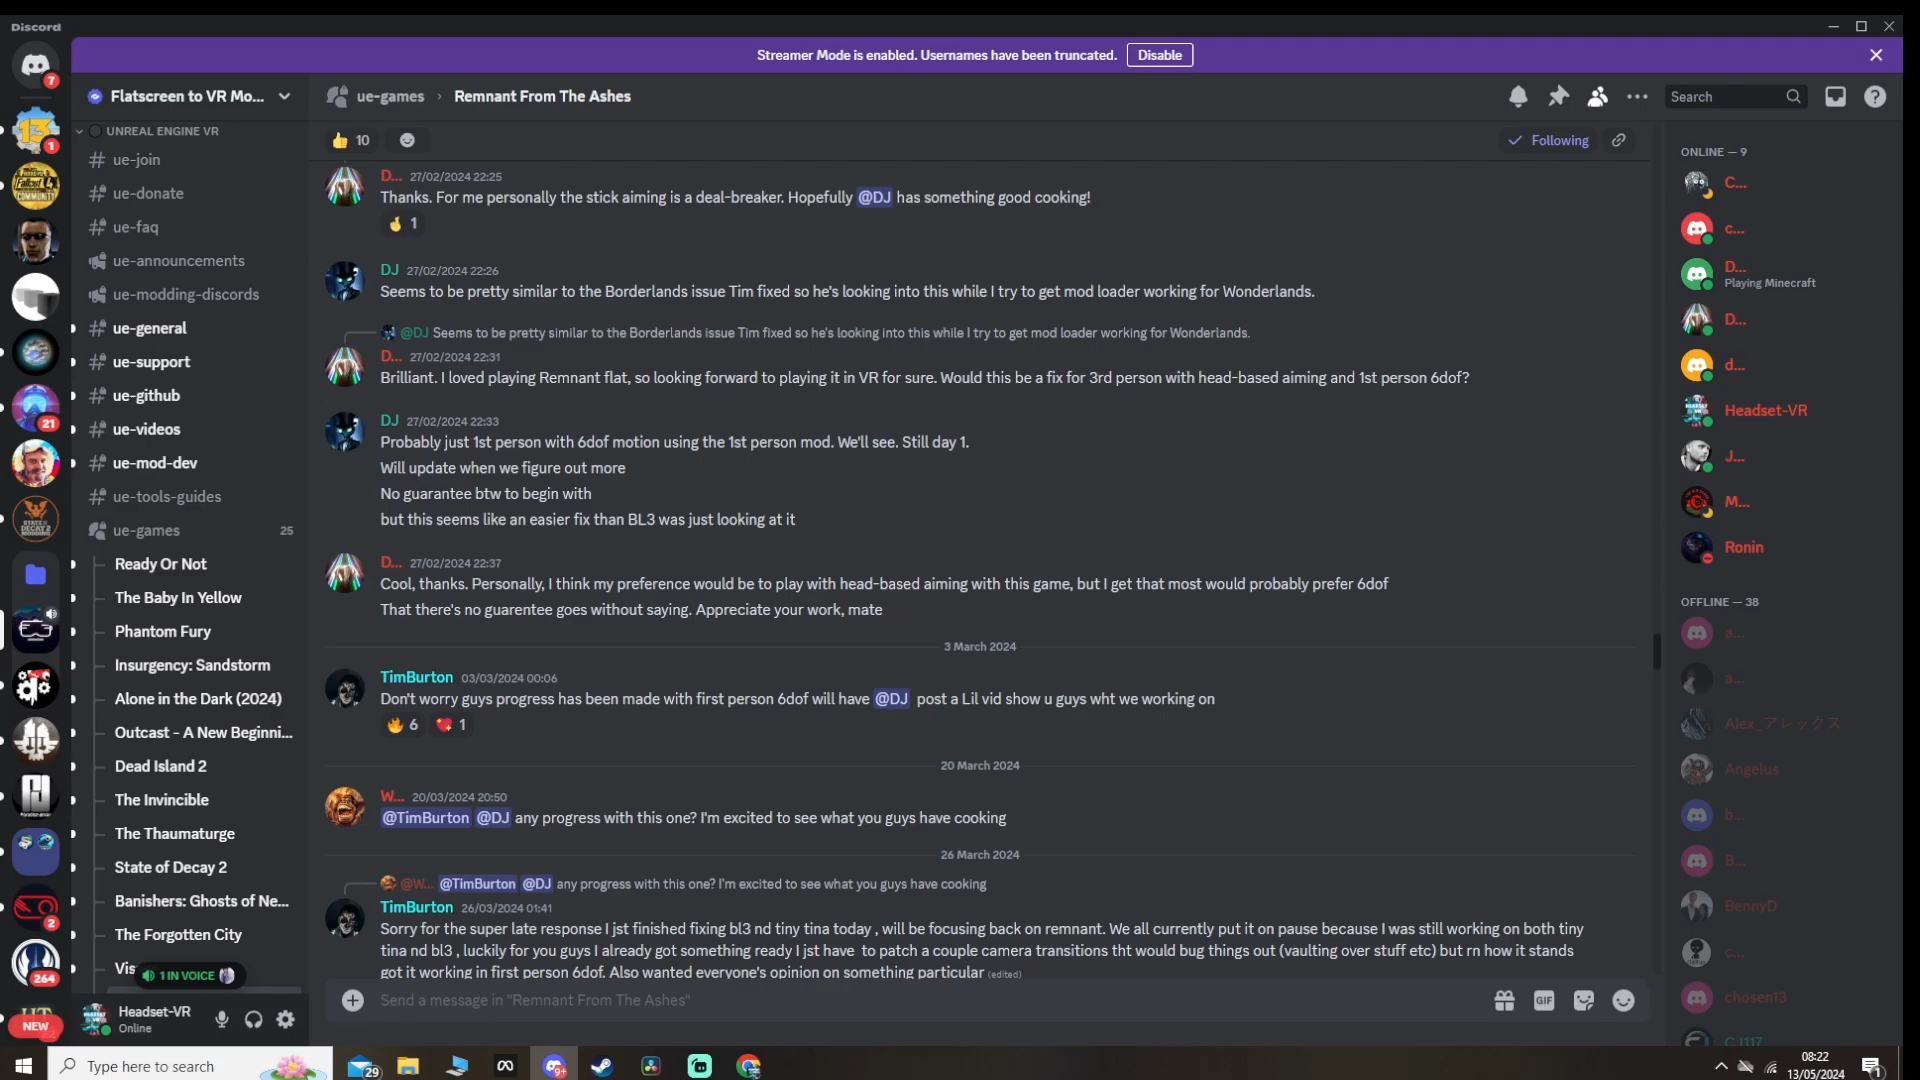 Discord
Streamer Mode is enabled. Usernames have been truncated.
Disable
7
1
21
2
264
NEW
Flatscreen to VR Mo...
UNREAL ENGINE VR
ue-join
ue-donate
ue-faq
ue-announcements
ue-modding-discords
ue-general
ue-support
ue-github
ue-videos
ue-mod-dev
ue-tools-guides
ue-games
25
Ready Or Not
The Baby In Yellow
Phantom Fury
Insurgency: Sandstorm
Alone in the Dark (2024)
Outcast - A New Beginni...
Dead Island 2
The Invincible
The Thaumaturge
State of Decay 2
Banishers: Ghosts of Ne...
The Forgotten City
Vis
1 IN VOICE
Headset-VR
Online
ue-games › Remnant From The Ashes
Search
10
Following
D... 27/02/2024 22:25
Thanks. For me personally the stick aiming is a deal-breaker. Hopefully @DJ has something good cooking!
1
DJ 27/02/2024 22:26
Seems to be pretty similar to the Borderlands issue Tim fixed so he's looking into this while I try to get mod loader working for Wonderlands.
@DJ Seems to be pretty similar to the Borderlands issue Tim fixed so he's looking into this while I try to get mod loader working for Wonderlands.
D... 27/02/2024 22:31
Brilliant. I loved playing Remnant flat, so looking forward to playing it in VR for sure. Would this be a fix for 3rd person with head-based aiming and 1st person 6dof?
DJ 27/02/2024 22:33
Probably just 1st person with 6dof motion using the 1st person mod. We'll see. Still day 1.
Will update when we figure out more
No guarantee btw to begin with
but this seems like an easier fix than BL3 was just looking at it
D... 27/02/2024 22:37
Cool, thanks. Personally, I think my preference would be to play with head-based aiming with this game, but I get that most would probably prefer 6dof
That there's no guarentee goes without saying. Appreciate your work, mate
3 March 2024
TimBurton 03/03/2024 00:06
Don't worry guys progress has been made with first person 6dof will have @DJ post a Lil vid show u guys wht we working on
6 1
20 March 2024
W... 20/03/2024 20:50
@TimBurton @DJ any progress with this one? I'm excited to see what you guys have cooking
26 March 2024
@W... @TimBurton @DJ any progress with this one? I'm excited to see what you guys have cooking
TimBurton 26/03/2024 01:41
Sorry for the super late response I jst finished fixing bl3 nd tiny tina today , will be focusing back on remnant. We all currently put it on pause because I was still working on both tiny
tina nd bl3 , luckily for you guys I already got something ready I jst have to patch a couple camera transitions tht would bug things out (vaulting over stuff etc) but rn how it stands
got it working in first person 6dof. Also wanted everyone's opinion on something particular (edited)
Send a message in "Remnant From The Ashes"
GIF
ONLINE — 9
C...
c...
D...
Playing Minecraft
D...
d...
Headset-VR
J...
M...
Ronin
OFFLINE — 38
a...
a...
Alex_アレックス
Angelus
b...
B...
BennyD
c...
chosen13
CJ117
Type here to search
29
9+
08:22
13/05/2024
1